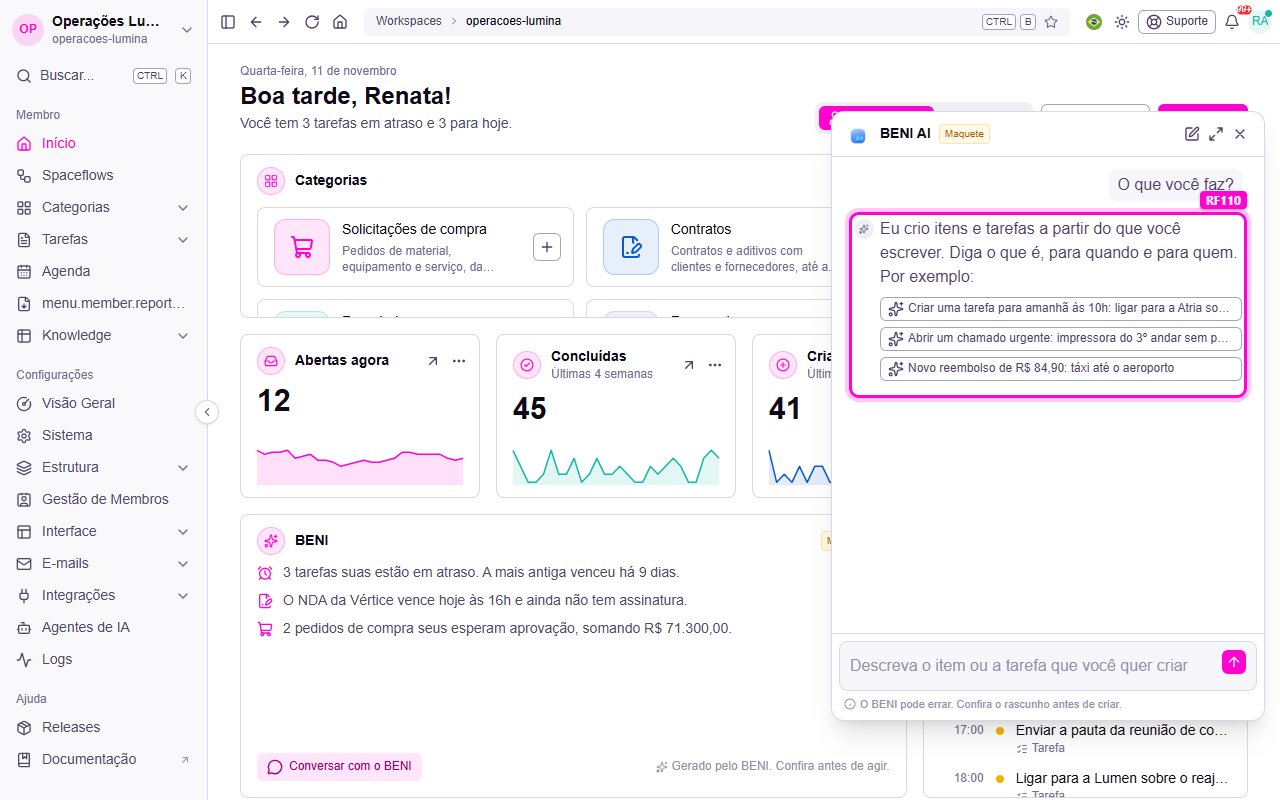 OP
Operações Lu...
operacoes-lumina
Buscar...
CTRL
K
Membro
Início
Spaceflows
Categorias
Tarefas
Agenda
menu.member.report...
Knowledge
Configurações
Visão Geral
Sistema
Estrutura
Gestão de Membros
Interface
E-mails
Integrações
Agentes de IA
Logs
Ajuda
Releases
Documentação
Workspaces
operacoes-lumina
CTRL
B
Suporte
99+
RA
Quarta-feira, 11 de novembro
Boa tarde, Renata!
Você tem 3 tarefas em atraso e 3 para hoje.
Categorias
Solicitações de compra
Pedidos de material,
equipamento e serviço, da...
Contratos
Contratos e aditivos com
clientes e fornecedores, até a
Abertas agora
12
Concluídas
Últimas 4 semanas
45
Cria
Últim
41
BENI
3 tarefas suas estão em atraso. A mais antiga venceu há 9 dias.
O NDA da Vértice vence hoje às 16h e ainda não tem assinatura.
2 pedidos de compra seus esperam aprovação, somando R$ 71.300,00.
Conversar com o BENI
Gerado pelo BENI. Confira antes de agir.
BENI AI
Maquete
O que você faz?
RF110
Eu crio itens e tarefas a partir do que você
escrever. Diga o que é, para quando e para quem.
Por exemplo:
Criar uma tarefa para amanhã às 10h: ligar para a Atria so...
Abrir um chamado urgente: impressora do 3º andar sem p...
Novo reembolso de R$ 84,90: táxi até o aeroporto
Descreva o item ou a tarefa que você quer criar
O BENI pode errar. Confira o rascunho antes de criar.
17:00
Enviar a pauta da reunião de co...
Tarefa
18:00
Ligar para a Lumen sobre o reaj...
Tarefa